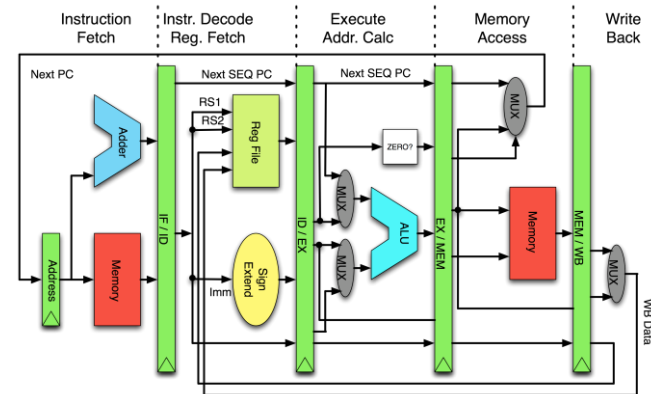 Instruction
Fetch
Instr. Decode
Reg. Fetch
Execute
Addr. Calc
Memory
Access
Write
Back
Next PC
Next SEQ PC
Next SEQ PC
RS1
RS2
Adder
Reg File
ZERO?
MUX
MUX
MUX
ALU
IF / ID
ID / EX
EX / MEM
MEM / WB
Address
Memory
Sign
Extend
Imm
Memory
MUX
WB Data